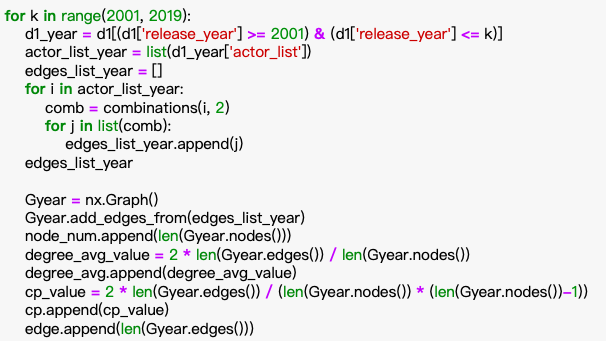 for k in range(2001, 2019):
    d1_year = d1[(d1['release_year'] >= 2001) & (d1['release_year'] <= k)]
    actor_list_year = list(d1_year['actor_list'])
    edges_list_year = []
    for i in actor_list_year:
        comb = combinations(i, 2)
        for j in list(comb):
            edges_list_year.append(j)
    edges_list_year

    Gyear = nx.Graph()
    Gyear.add_edges_from(edges_list_year)
    node_num.append(len(Gyear.nodes()))
    degree_avg_value = 2 * len(Gyear.edges()) / len(Gyear.nodes())
    degree_avg.append(degree_avg_value)
    cp_value = 2 * len(Gyear.edges()) / (len(Gyear.nodes()) * (len(Gyear.nodes())-1))
    cp.append(cp_value)
    edge.append(len(Gyear.edges()))